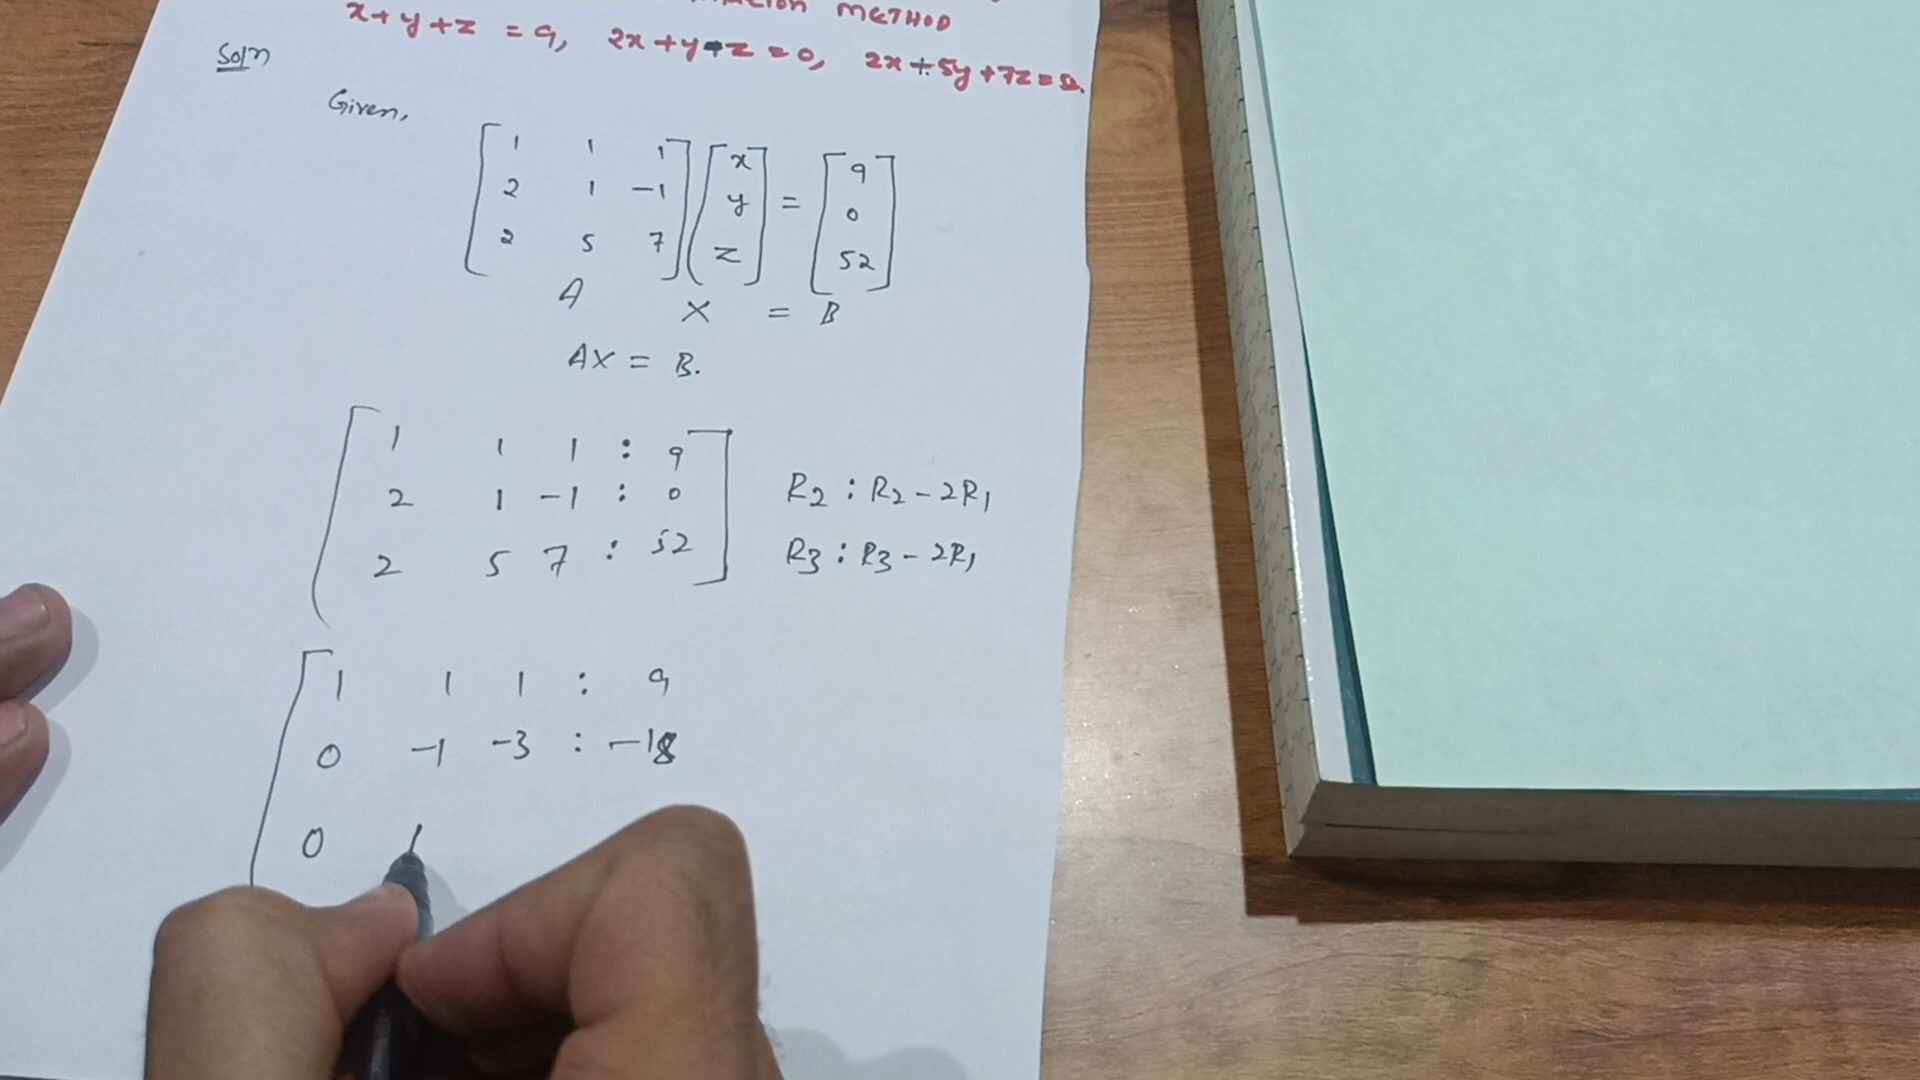 METHOD
x+y+z = 9, 2x+y-z=0, 2x+5y+7z=52.
Soln
Given,
1 1 1 x 9
2 1 -1 y = 0
2 5 7 z 52
A X = B
AX = B.
1 1 1 : 9
2 1 -1 : 0 R2 : R2 - 2R1
2 5 7 : 52 R3 : R3 - 2R1
1 1 1 : 9
0 -1 -3 : -18
0